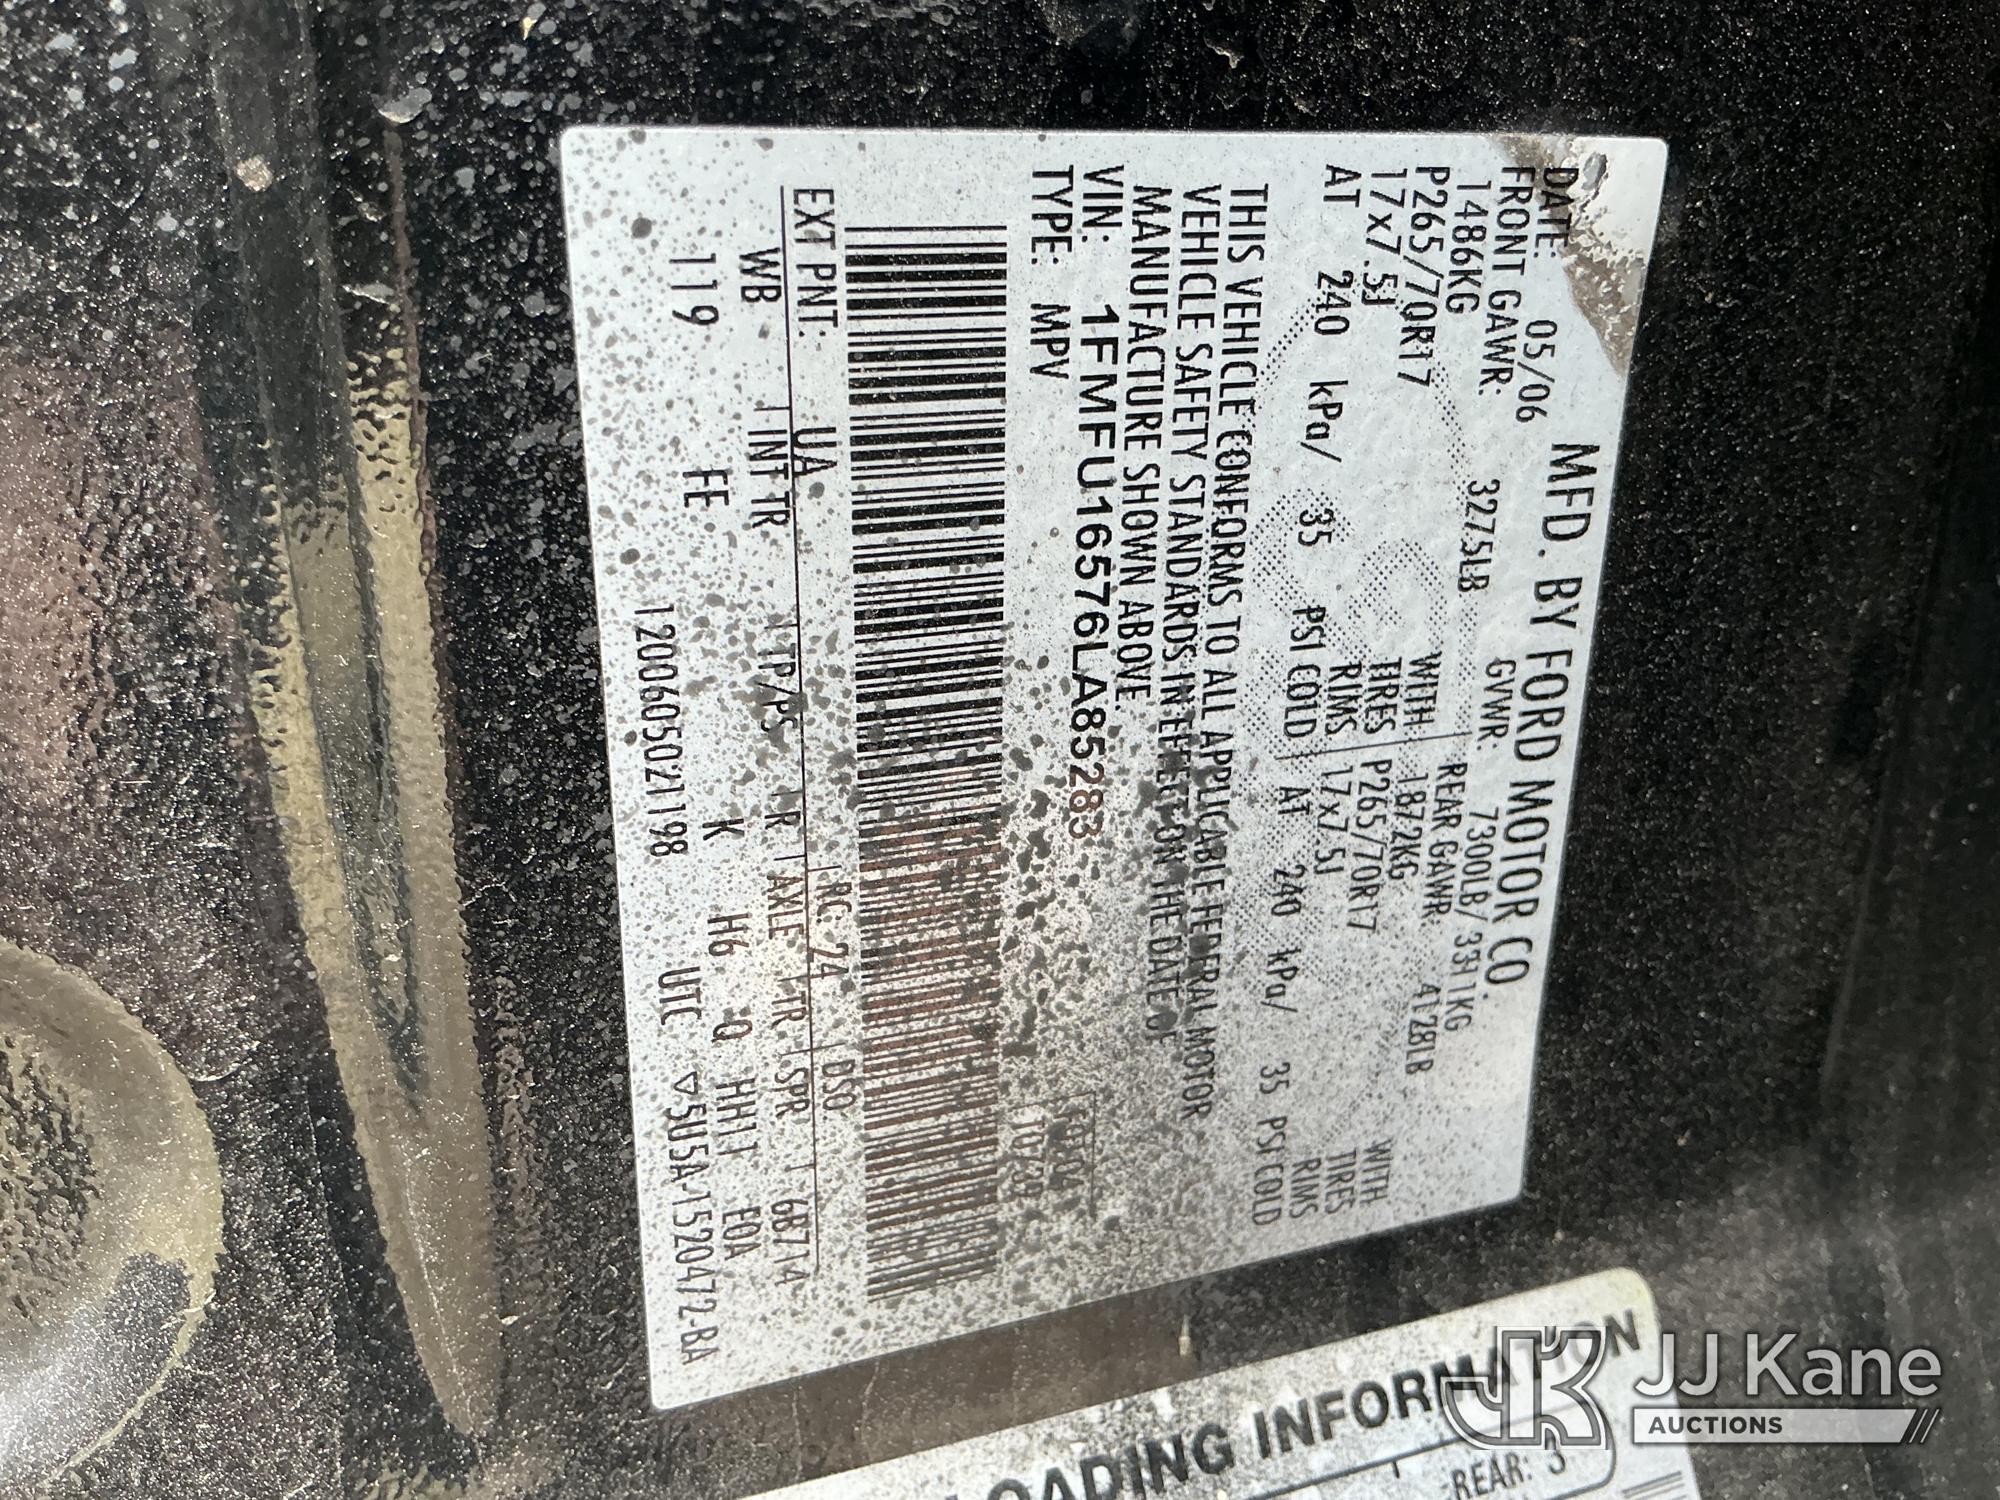 MFD. BY FORD MOTOR CO.
DATE: 05/06 GVWR: 7300LB/ 3311KG
FRONT GAWR: 3275LB REAR GAWR: 4128LB
1486KG WITH 1872KG WITH
P265/70R17 TIRES P265/70R17 TIRES
17x7.5J RIMS 17x7.5J RIMS
AT 240 kPa/ 35 PSI COLD AT 240 kPa/ 35 PSI COLD
THIS VEHICLE CONFORMS TO ALL APPLICABLE FEDERAL MOTOR
VEHICLE SAFETY STANDARDS IN EFFECT ON THE DATE OF
MANUFACTURE SHOWN ABOVE.
VIN: 1FMFU16576LA85283
TYPE: MPV
EXT PNT: UA RC: 74 DSO:
WB INT TR TP/PS R AXLE TR SPR 6B714
119 FE K H6 Q HHJJ E0A
1200605021198 UTC ▽5U5A-1520472-BA
LOADING INFORMATION
REAR: 3
JJ Kane
AUCTIONS